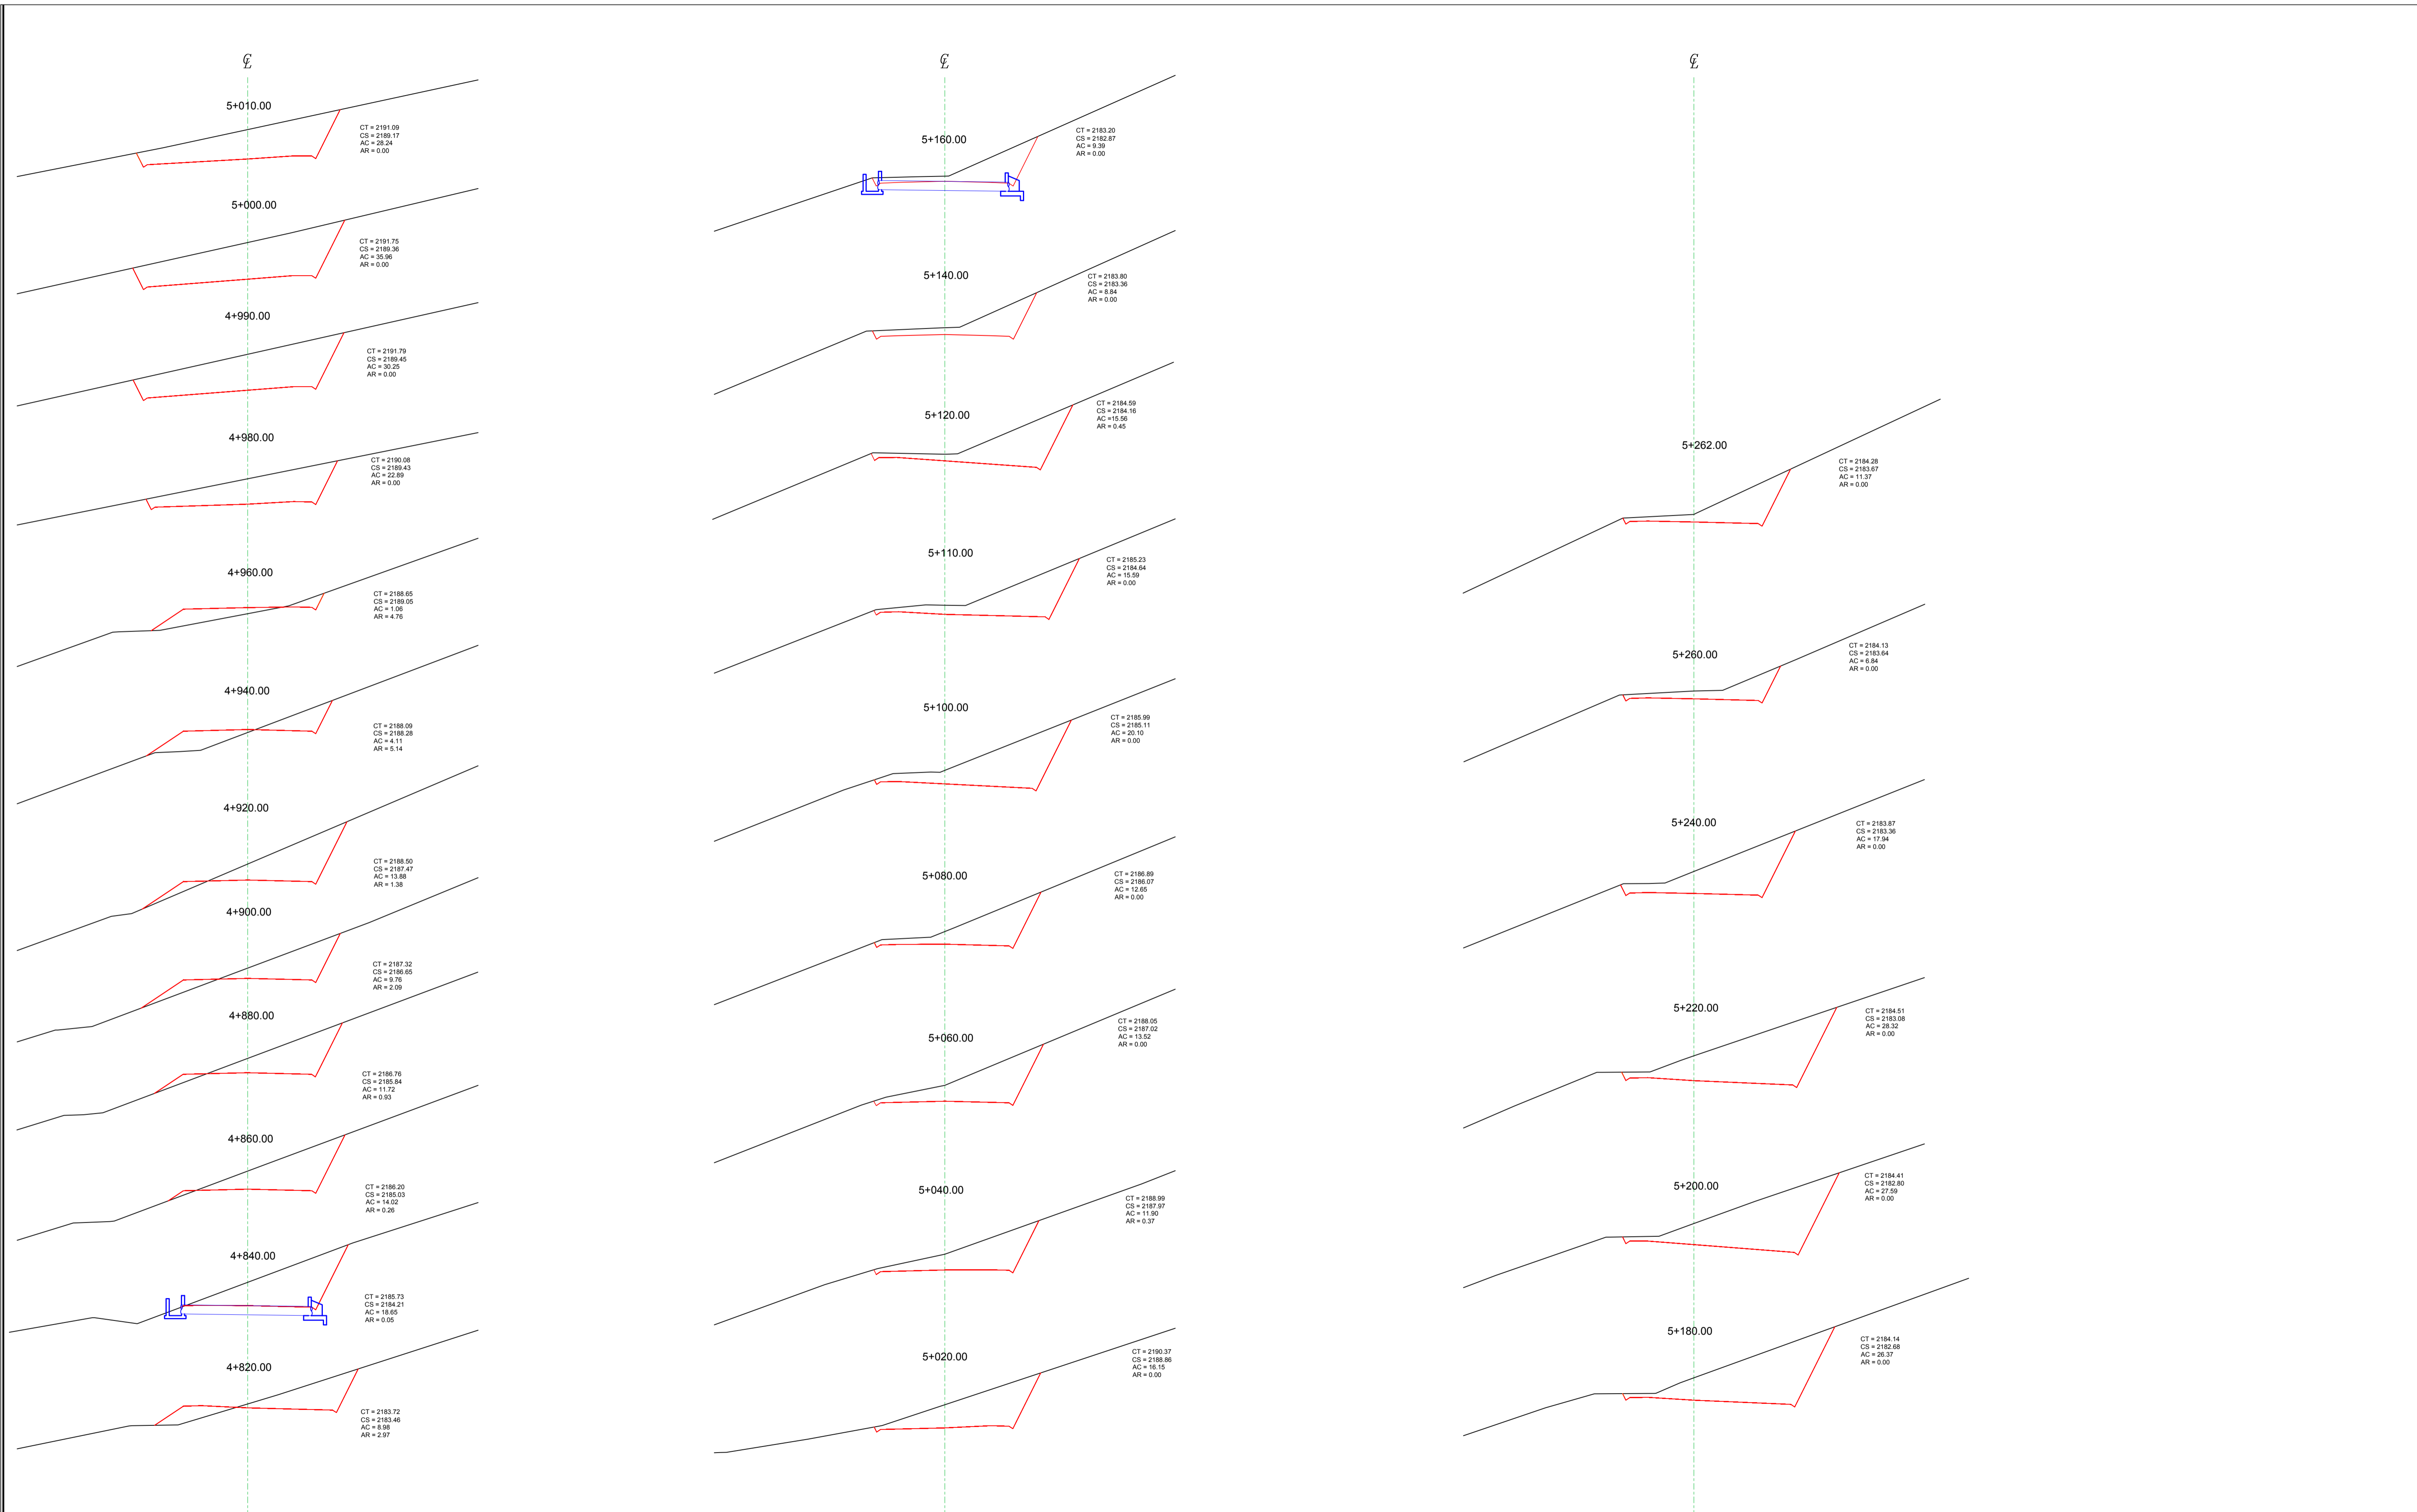 ℄
5+010.00
CT = 2191.09
CS = 2189.17
AC = 28.24
AR = 0.00
5+000.00
CT = 2191.75
CS = 2189.36
AC = 35.96
AR = 0.00
4+990.00
CT = 2191.79
CS = 2189.45
AC = 30.25
AR = 0.00
4+980.00
CT = 2190.08
CS = 2189.43
AC = 22.89
AR = 0.00
4+960.00
CT = 2188.65
CS = 2189.05
AC = 1.06
AR = 4.76
4+940.00
CT = 2188.09
CS = 2188.28
AC = 4.11
AR = 5.14
4+920.00
CT = 2188.50
CS = 2187.47
AC = 13.88
AR = 1.38
4+900.00
CT = 2187.32
CS = 2186.65
AC = 9.76
AR = 2.09
4+880.00
CT = 2186.76
CS = 2185.84
AC = 11.72
AR = 0.93
4+860.00
CT = 2186.20
CS = 2185.03
AC = 14.02
AR = 0.26
4+840.00
CT = 2185.73
CS = 2184.21
AC = 18.65
AR = 0.05
4+820.00
CT = 2183.72
CS = 2183.46
AC = 8.98
AR = 2.97
℄
5+160.00
CT = 2183.20
CS = 2182.87
AC = 9.39
AR = 0.00
5+140.00
CT = 2183.80
CS = 2183.36
AC = 8.84
AR = 0.00
5+120.00
CT = 2184.59
CS = 2184.16
AC =15.56
AR = 0.45
5+110.00
CT = 2185.23
CS = 2184.64
AC = 15.59
AR = 0.00
5+100.00
CT = 2185.99
CS = 2185.11
AC = 20.10
AR = 0.00
5+080.00
CT = 2186.89
CS = 2186.07
AC = 12.65
AR = 0.00
5+060.00
CT = 2188.05
CS = 2187.02
AC = 13.52
AR = 0.00
5+040.00
CT = 2188.99
CS = 2187.97
AC = 11.90
AR = 0.37
5+020.00
CT = 2190.37
CS = 2188.86
AC = 16.15
AR = 0.00
℄
5+262.00
CT = 2184.28
CS = 2183.67
AC = 11.37
AR = 0.00
5+260.00
CT = 2184.13
CS = 2183.64
AC = 6.84
AR = 0.00
5+240.00
CT = 2183.87
CS = 2183.36
AC = 17.94
AR = 0.00
5+220.00
CT = 2184.51
CS = 2183.08
AC = 28.32
AR = 0.00
5+200.00
CT = 2184.41
CS = 2182.80
AC = 27.59
AR = 0.00
5+180.00
CT = 2184.14
CS = 2182.68
AC = 26.37
AR = 0.00